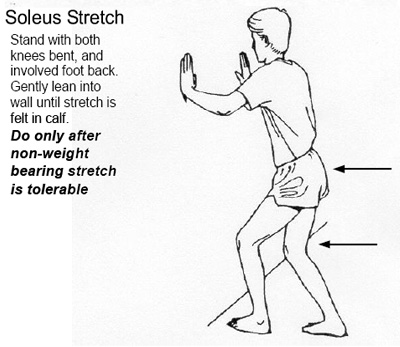 Soleus Stretch
Stand with both
knees bent, and
involved foot back.
Gently lean into
wall until stretch is
felt in calf.
Do only after
non-weight
bearing stretch
is tolerable